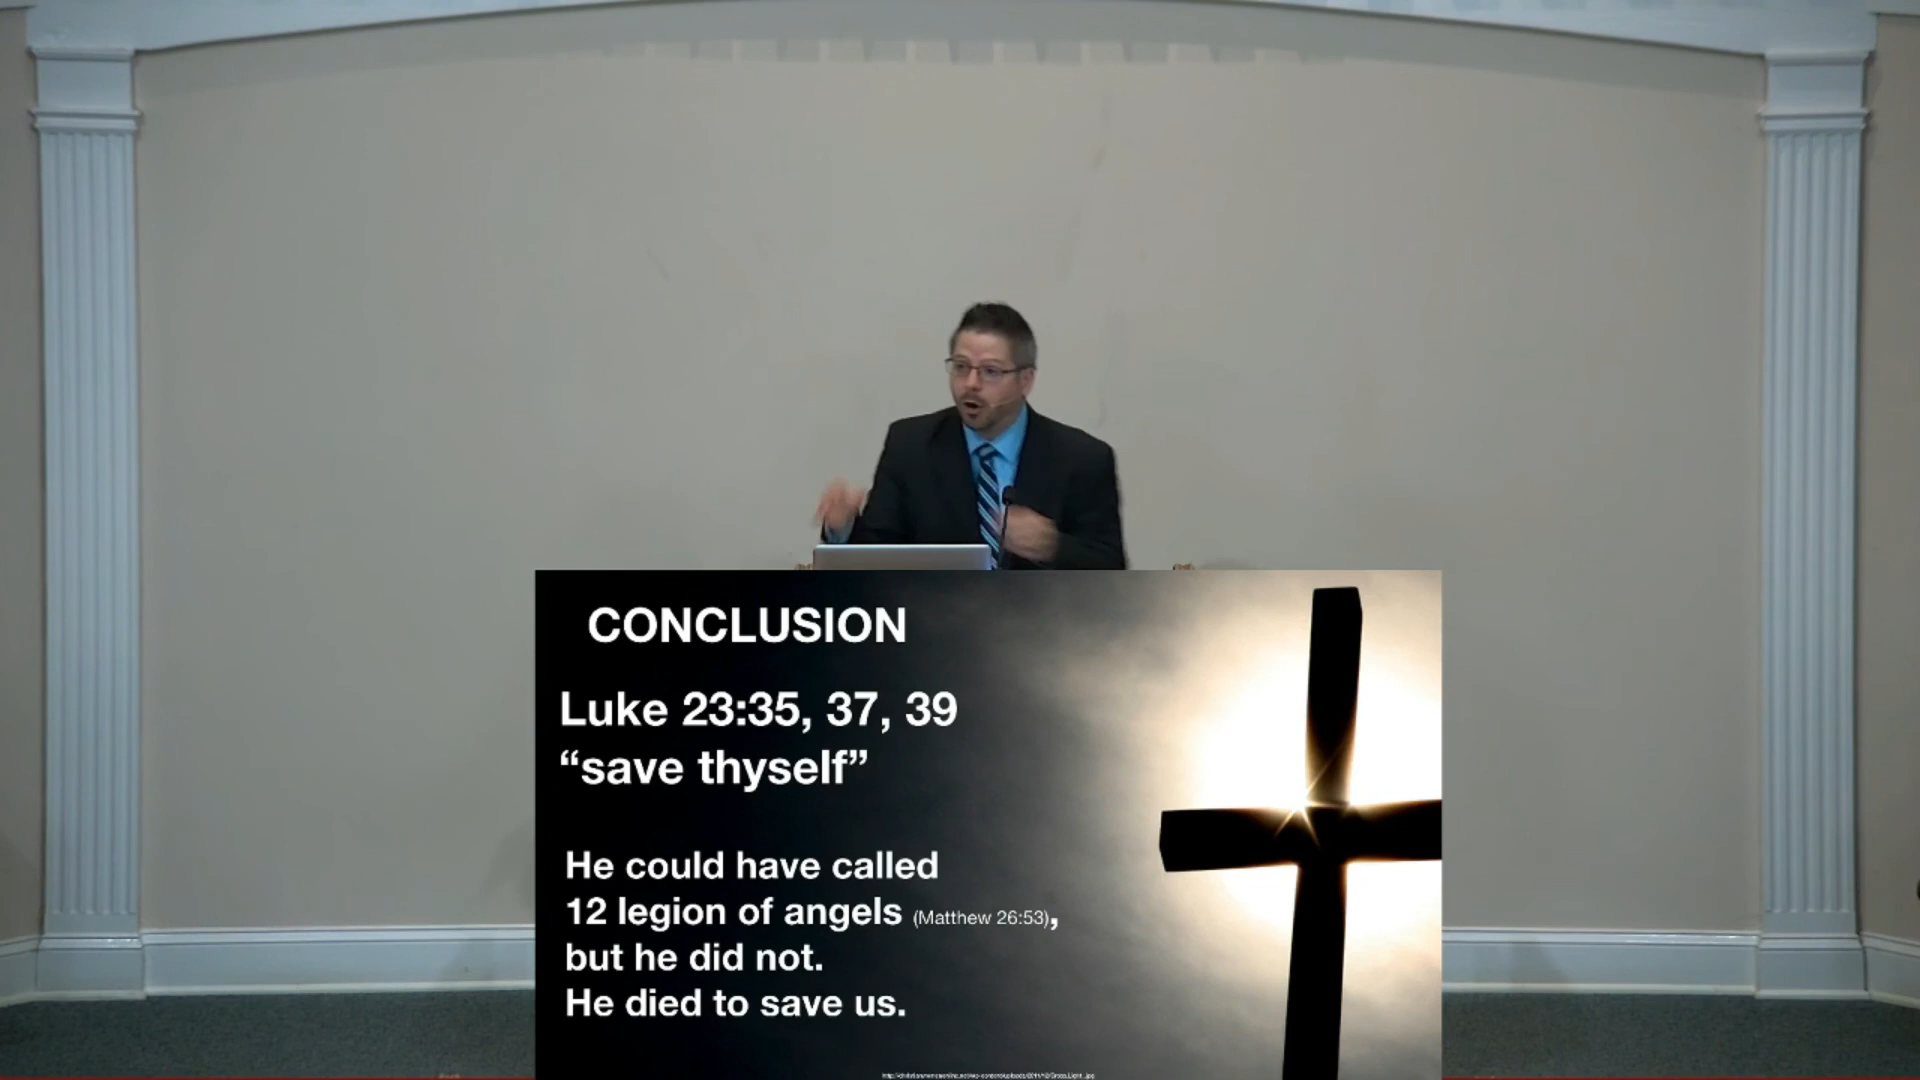 CONCLUSION
Luke 23:35, 37, 39
“save thyself”
He could have called
12 legion of angels (Matthew 26:53),
but he did not.
He died to save us.